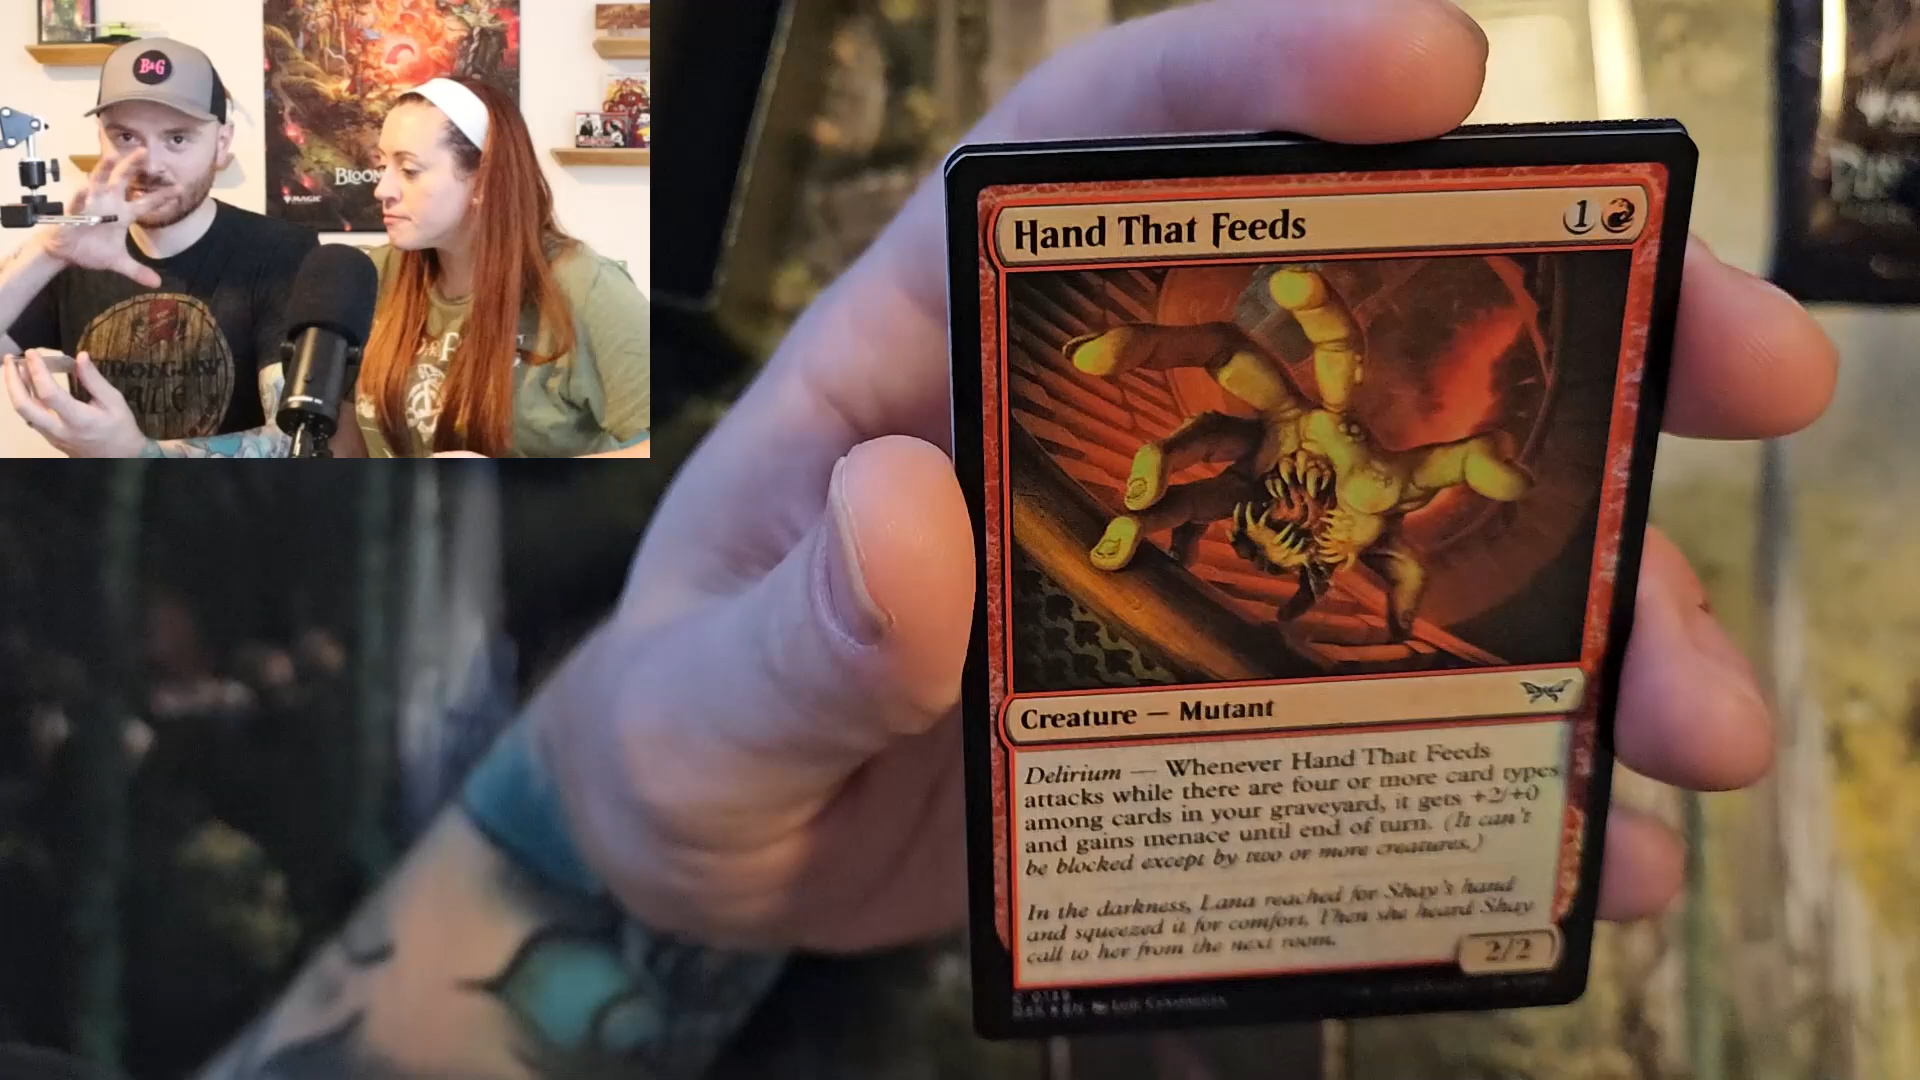 B&G
BLOOM
MAGIC
ALE
Hand That Feeds
1
Creature — Mutant
Delirium — Whenever Hand That Feeds
attacks while there are four or more card types
among cards in your graveyard, it gets +2/+0
and gains menace until end of turn. (It can't
be blocked except by two or more creatures.)
In the darkness, Lana reached for Shay's hand
and squeezed it for comfort. Then she heard Shay
call to her from the next room.
2/2